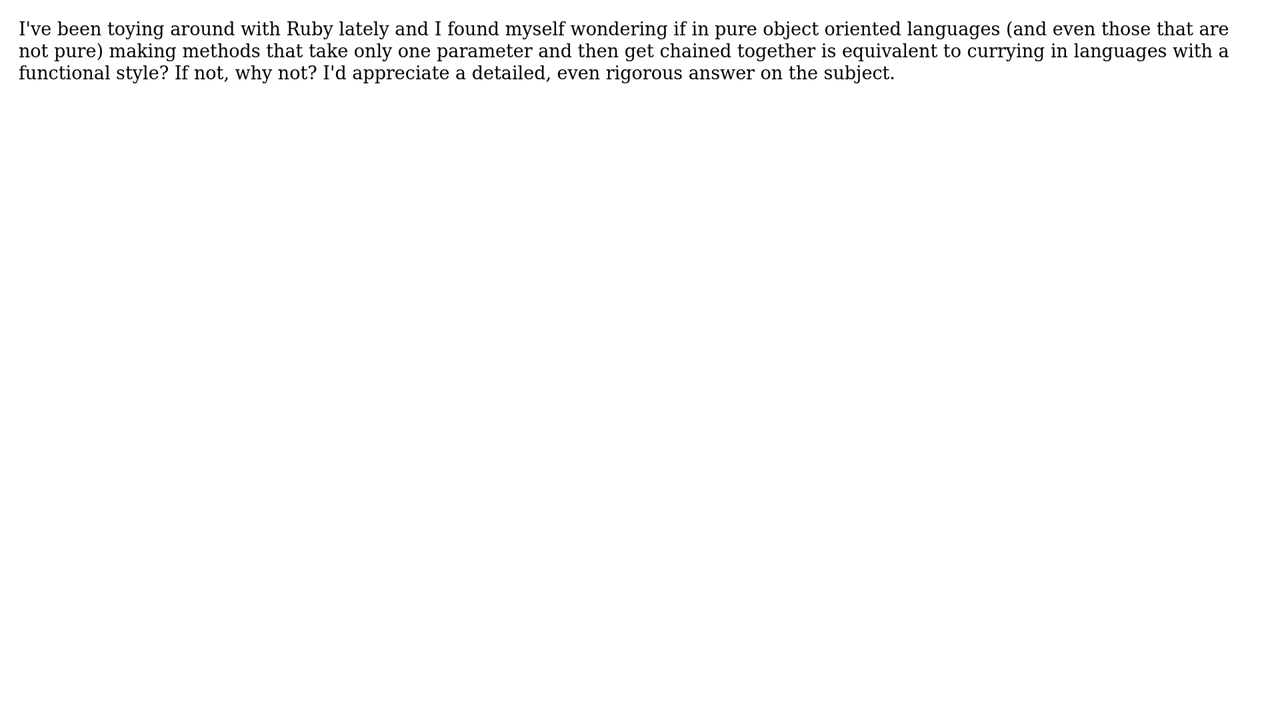 I've been toying around with Ruby lately and I found myself wondering if in pure object oriented languages (and even those that are
not pure) making methods that take only one parameter and then get chained together is equivalent to currying in languages with a
functional style? If not, why not? I'd appreciate a detailed, even rigorous answer on the subject.